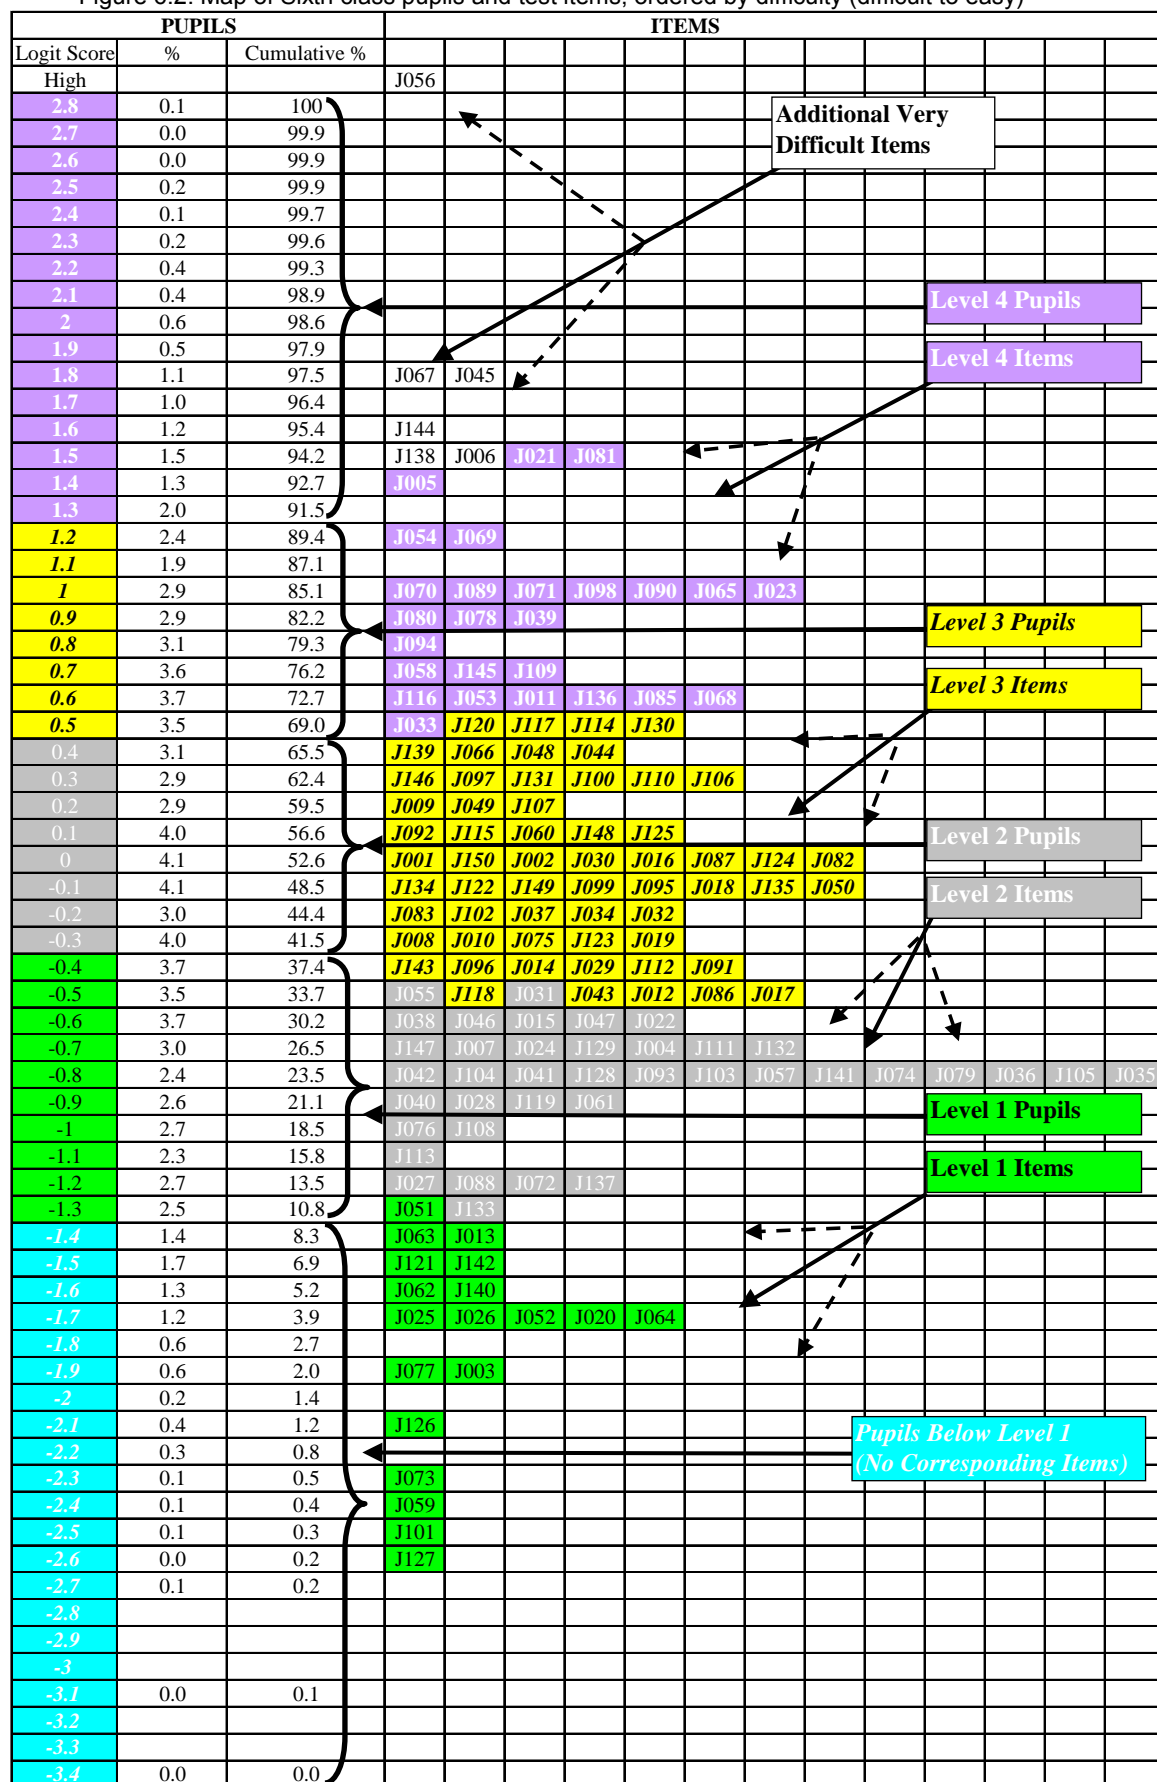 Figure 3.2: Map of Sixth class pupils and test items, ordered by difficulty (difficult to easy)
PUPILS ITEMS
Logit Score % Cumulative %
High J056
2.8 0.1 100 Additional Very
2.7 0.0 99.9 Difficult Items
2.6 0.0 99.9
2.5 0.2 99.9
2.4 0.1 99.7
2.3 0.2 99.6
2.2 0.4 99.3
2.1 0.4 98.9 Level 4 Pupils
2 0.6 98.6
1.9 0.5 97.9 Level 4 Items
1.8 1.1 97.5 J067 J045
1.7 1.0 96.4
1.6 1.2 95.4 J144
1.5 1.5 94.2 J138 J006 J021 J081
1.4 1.3 92.7 J005
1.3 2.0 91.5
1.2 2.4 89.4 J054 J069
1.1 1.9 87.1
1 2.9 85.1 J070 J089 J071 J098 J090 J065 J023
0.9 2.9 82.2 J080 J078 J039 Level 3 Pupils
0.8 3.1 79.3 J094
0.7 3.6 76.2 J058 J145 J109 Level 3 Items
0.6 3.7 72.7 J116 J053 J011 J136 J085 J068
0.5 3.5 69.0 J033 J120 J117 J114 J130
0.4 3.1 65.5 J139 J066 J048 J044
0.3 2.9 62.4 J146 J097 J131 J100 J110 J106
0.2 2.9 59.5 J009 J049 J107
0.1 4.0 56.6 J092 J115 J060 J148 J125 Level 2 Pupils
0 4.1 52.6 J001 J150 J002 J030 J016 J087 J124 J082
-0.1 4.1 48.5 J134 J122 J149 J099 J095 J018 J135 J050 Level 2 Items
-0.2 3.0 44.4 J083 J102 J037 J034 J032
-0.3 4.0 41.5 J008 J010 J075 J123 J019
-0.4 3.7 37.4 J143 J096 J014 J029 J112 J091
-0.5 3.5 33.7 J055 J118 J031 J043 J012 J086 J017
-0.6 3.7 30.2 J038 J046 J015 J047 J022
-0.7 3.0 26.5 J147 J007 J024 J129 J004 J111 J132
-0.8 2.4 23.5 J042 J104 J041 J128 J093 J103 J057 J141 J074 J079 J036 J105 J035
-0.9 2.6 21.1 J040 J028 J119 J061 Level 1 Pupils
-1 2.7 18.5 J076 J108
-1.1 2.3 15.8 J113 Level 1 Items
-1.2 2.7 13.5 J027 J088 J072 J137
-1.3 2.5 10.8 J051 J133
-1.4 1.4 8.3 J063 J013
-1.5 1.7 6.9 J121 J142
-1.6 1.3 5.2 J062 J140
-1.7 1.2 3.9 J025 J026 J052 J020 J064
-1.8 0.6 2.7
-1.9 0.6 2.0 J077 J003
-2 0.2 1.4
-2.1 0.4 1.2 J126 Pupils Below Level 1
-2.2 0.3 0.8 (No Corresponding Items)
-2.3 0.1 0.5 J073
-2.4 0.1 0.4 J059
-2.5 0.1 0.3 J101
-2.6 0.0 0.2 J127
-2.7 0.1 0.2
-2.8
-2.9
-3
-3.1 0.0 0.1
-3.2
-3.3
-3.4 0.0 0.0